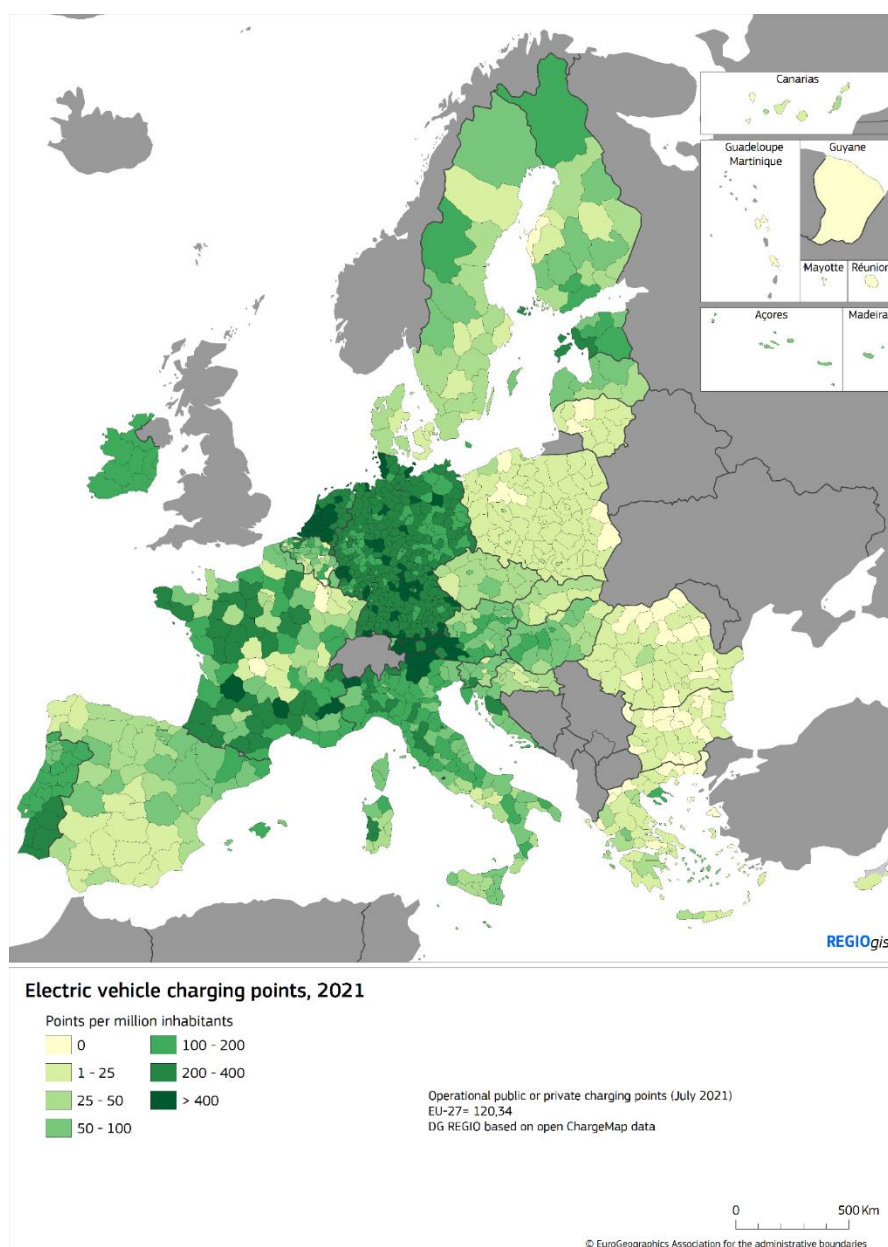 Canarias
Guadeloupe
Martinique
Guyane
Mayotte
Réunion
Açores
Madeira
REGIOgis
Electric vehicle charging points, 2021
Points per million inhabitants
0
1 - 25
25 - 50
50 - 100
100 - 200
200 - 400
> 400
Operational public or private charging points (July 2021)
EU-27= 120,34
DG REGIO based on open ChargeMap data
0 500 Km
© EuroGeographics Association for the administrative boundaries